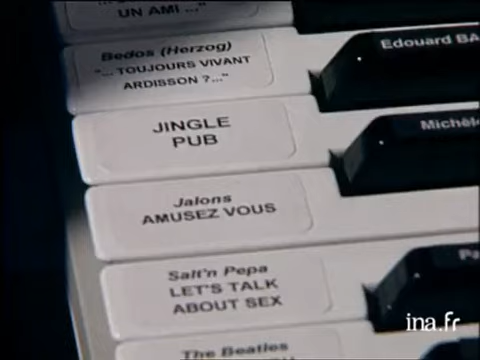 UN AMI ..."
Bedos (Herzog)
"... TOUJOURS VIVANT
ARDISSON ?..."
Edouard BA
JINGLE
PUB
Michèle
Jalons
AMUSEZ VOUS
Salt'n Pepa
LET'S TALK
ABOUT SEX
Pa
The Beatles
ina.fr